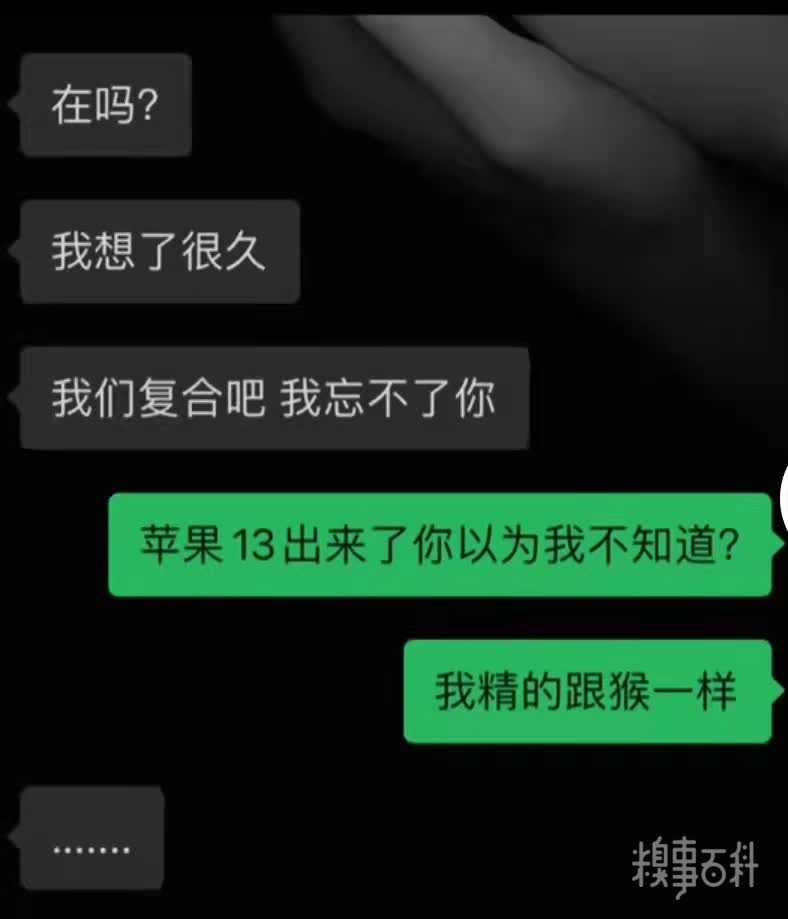 在吗?
我想了很久
我们复合吧 我忘不了你
苹果13出来了你以为我不知道?
我精的跟猴一样
.......
糗事百科